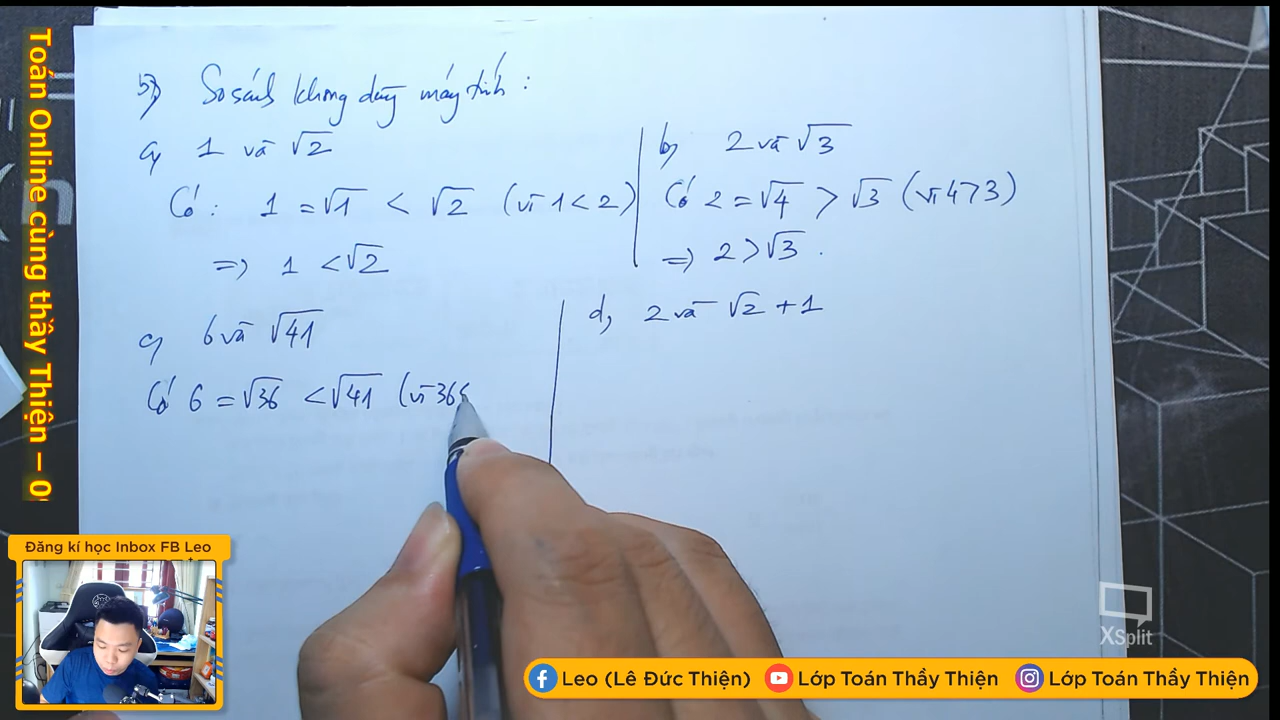 Toán Online cùng thầy Thiện – 0
So sánh không dùng máy tính :
a, 1 và √2
Có : 1 = √1 < √2 (vì 1 < 2)
=> 1 < √2
b, 2 và √3
Có 2 = √4 > √3 (vì 4 > 3)
=> 2 > √3 .
c, 6 và √41
Có 6 = √36 < √41 (vì 36
d, 2 và √2 + 1
Đăng kí học Inbox FB Leo
XSplit
Leo (Lê Đức Thiện) Lớp Toán Thầy Thiện Lớp Toán Thầy Thiện